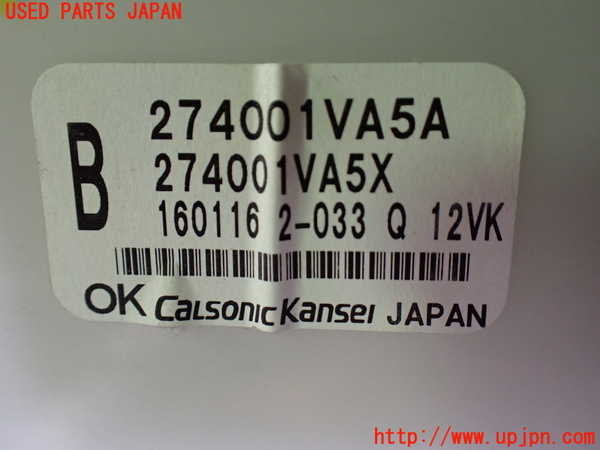 USED PARTS JAPAN
B
274001VA5A
274001VA5X
160116 2-033 Q 12VK
OK CALSONIC KANSEI JAPAN
http://www.upjpn.com/